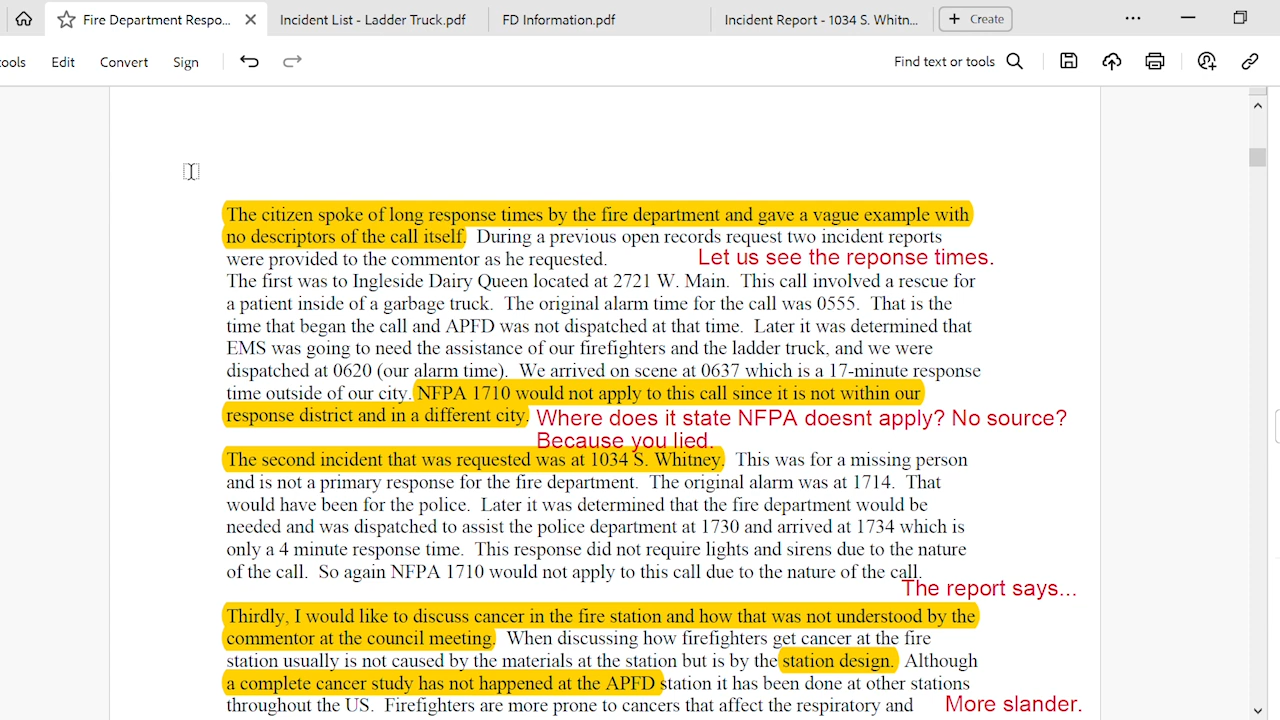 Fire Department Respo...
Incident List - Ladder Truck.pdf
FD Information.pdf
Incident Report - 1034 S. Whitn...
+ Create
ools
Edit
Convert
Sign
Find text or tools
The citizen spoke of long response times by the fire department and gave a vague example with
no descriptors of the call itself. During a previous open records request two incident reports
were provided to the commentor as he requested.
Let us see the reponse times.
The first was to Ingleside Dairy Queen located at 2721 W. Main. This call involved a rescue for
a patient inside of a garbage truck. The original alarm time for the call was 0555. That is the
time that began the call and APFD was not dispatched at that time. Later it was determined that
EMS was going to need the assistance of our firefighters and the ladder truck, and we were
dispatched at 0620 (our alarm time). We arrived on scene at 0637 which is a 17-minute response
time outside of our city. NFPA 1710 would not apply to this call since it is not within our
response district and in a different city.
Where does it state NFPA doesnt apply? No source?
Because you lied.
The second incident that was requested was at 1034 S. Whitney. This was for a missing person
and is not a primary response for the fire department. The original alarm was at 1714. That
would have been for the police. Later it was determined that the fire department would be
needed and was dispatched to assist the police department at 1730 and arrived at 1734 which is
only a 4 minute response time. This response did not require lights and sirens due to the nature
of the call. So again NFPA 1710 would not apply to this call due to the nature of the call.
The report says...
Thirdly, I would like to discuss cancer in the fire station and how that was not understood by the
commentor at the council meeting. When discussing how firefighters get cancer at the fire
station usually is not caused by the materials at the station but is by the station design. Although
a complete cancer study has not happened at the APFD station it has been done at other stations
throughout the US. Firefighters are more prone to cancers that affect the respiratory and
More slander.